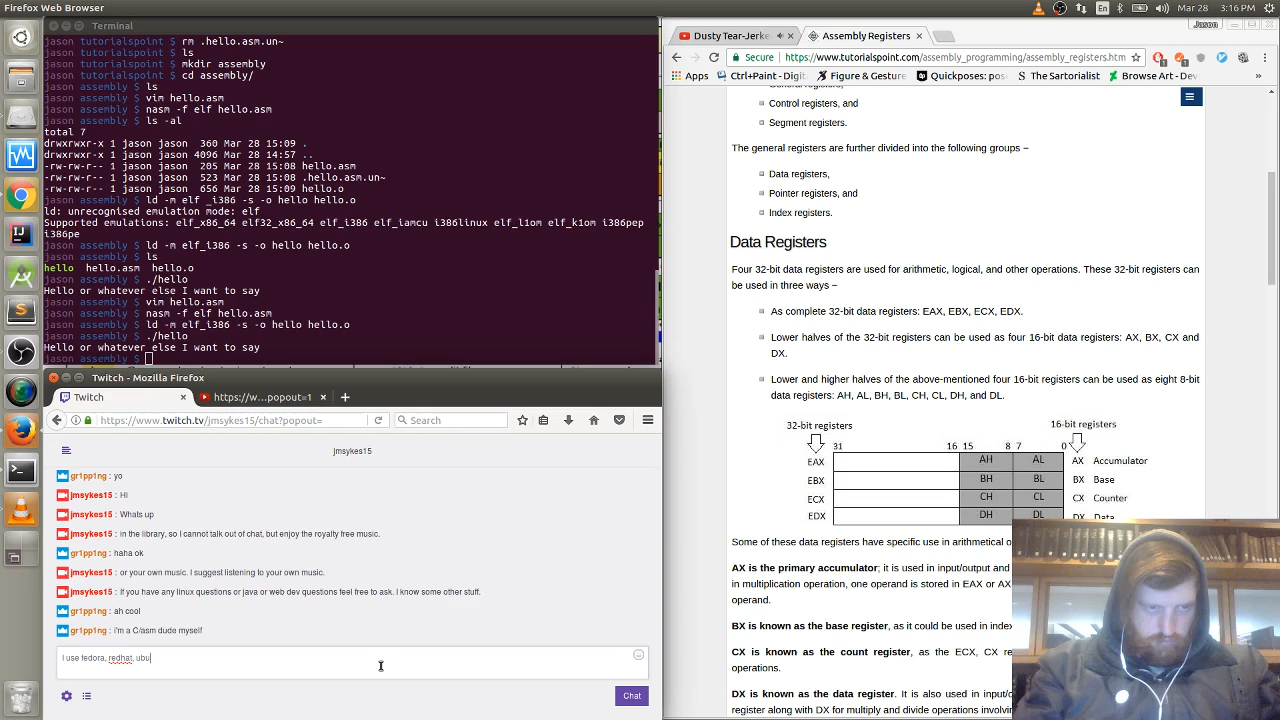 Firefox Web Browser
En
Mar 28
3:16 PM
Terminal
jason tutorialspoint $ rm .hello.asm.un~
jason tutorialspoint $ ls
jason tutorialspoint $ mkdir assembly
jason tutorialspoint $ cd assembly/
jason assembly $ ls
jason assembly $ vim hello.asm
jason assembly $ nasm -f elf hello.asm
jason assembly $ ls -al
total 7
drwxrwxr-x 1 jason jason  360 Mar 28 15:09 .
drwxrwxr-x 1 jason jason 4096 Mar 28 14:57 ..
-rw-rw-r-- 1 jason jason  205 Mar 28 15:08 hello.asm
-rw-rw-r-- 1 jason jason  523 Mar 28 15:08 .hello.asm.un~
-rw-rw-r-- 1 jason jason  656 Mar 28 15:09 hello.o
jason assembly $ ld -m elf _i386 -s -o hello hello.o
ld: unrecognised emulation mode: elf
Supported emulations: elf_x86_64 elf32_x86_64 elf_i386 elf_iamcu i386linux elf_l1om elf_k1om i386pep
i386pe
jason assembly $ ld -m elf_i386 -s -o hello hello.o
jason assembly $ ls
hello  hello.asm  hello.o
jason assembly $ ./hello
Hello or whatever else I want to say
jason assembly $ vim hello.asm
jason assembly $ nasm -f elf hello.asm
jason assembly $ ld -m elf_i386 -s -o hello hello.o
jason assembly $ ./hello
Hello or whatever else I want to say
jason assembly $
Twitch - Mozilla Firefox
Twitch
https://w...popout=1
https://www.twitch.tv/jmsykes15/chat?popout=
Search
jmsykes15
gr1pp1ng : yo
jmsykes15 : Hi
jmsykes15 : Whats up
jmsykes15 : in the library, so I cannot talk out of chat, but enjoy the royalty free music.
gr1pp1ng : haha ok
jmsykes15 : or your own music. I suggest listening to your own music.
jmsykes15 : If you have any linux questions or java or web dev questions feel free to ask. I know some other stuff.
gr1pp1ng : ah cool
gr1pp1ng : i'm a C/asm dude myself
I use fedora, redhat, ubu
Chat
Jason
Dusty Tear-Jerke
Assembly Registers
Secure
https://www.tutorialspoint.com/assembly_programming/assembly_registers.htm
Apps
Ctrl+Paint - Digit
Figure & Gesture
Quickposes: pos
The Sartorialist
Browse Art - Dev
General registers,
Control registers, and
Segment registers.
The general registers are further divided into the following groups −
Data registers,
Pointer registers, and
Index registers.
Data Registers
Four 32-bit data registers are used for arithmetic, logical, and other operations. These 32-bit registers can
be used in three ways −
As complete 32-bit data registers: EAX, EBX, ECX, EDX.
Lower halves of the 32-bit registers can be used as four 16-bit data registers: AX, BX, CX and
DX.
Lower and higher halves of the above-mentioned four 16-bit registers can be used as eight 8-bit
data registers: AH, AL, BH, BL, CH, CL, DH, and DL.
32-bit registers
16-bit registers
31 16 15 8 7 0
EAX AH AL AX Accumulator
EBX BH BL BX Base
ECX CH CL CX Counter
EDX DH DL DX Data
Some of these data registers have specific use in arithmetical o
AX is the primary accumulator; it is used in input/output and
in multiplication operation, one operand is stored in EAX or AX
operand.
BX is known as the base register, as it could be used in index
CX is known as the count register, as the ECX, CX re
operations.
DX is known as the data register. It is also used in input/o
register along with DX for multiply and divide operations involvin